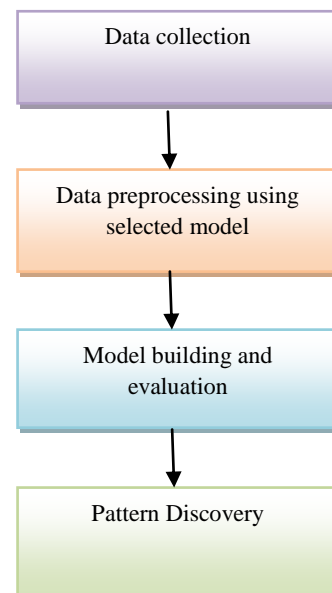 Data collection
Data preprocessing using
selected model
Model building and
evaluation
Pattern Discovery